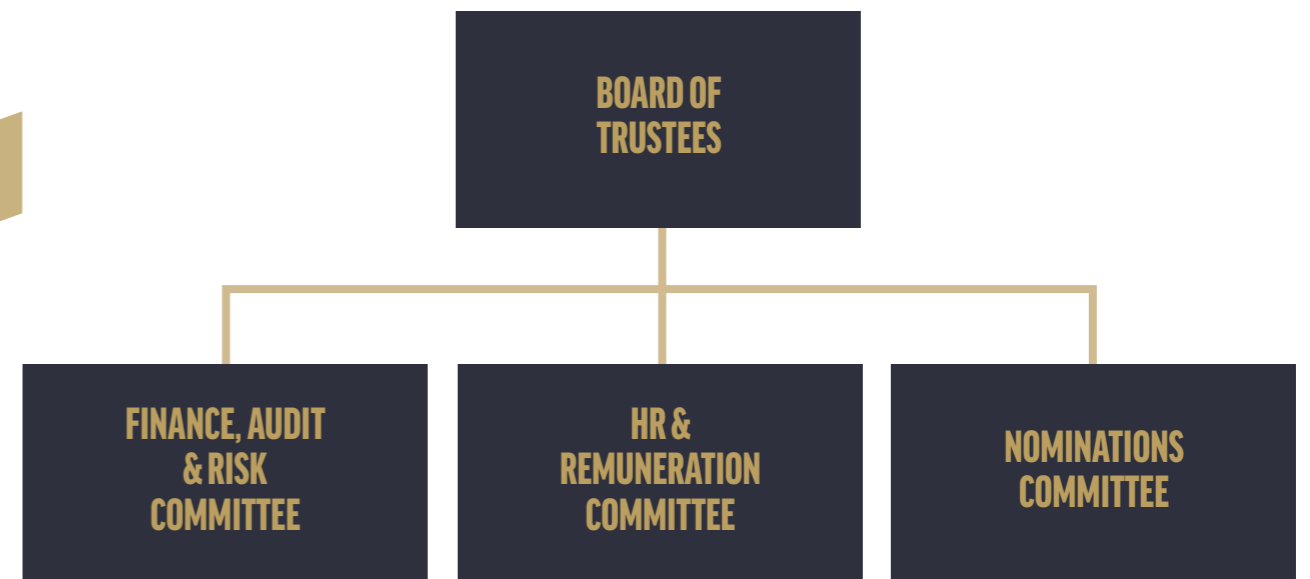 BOARD OF
TRUSTEES
FINANCE, AUDIT
& RISK
COMMITTEE
HR &
REMUNERATION
COMMITTEE
NOMINATIONS
COMMITTEE